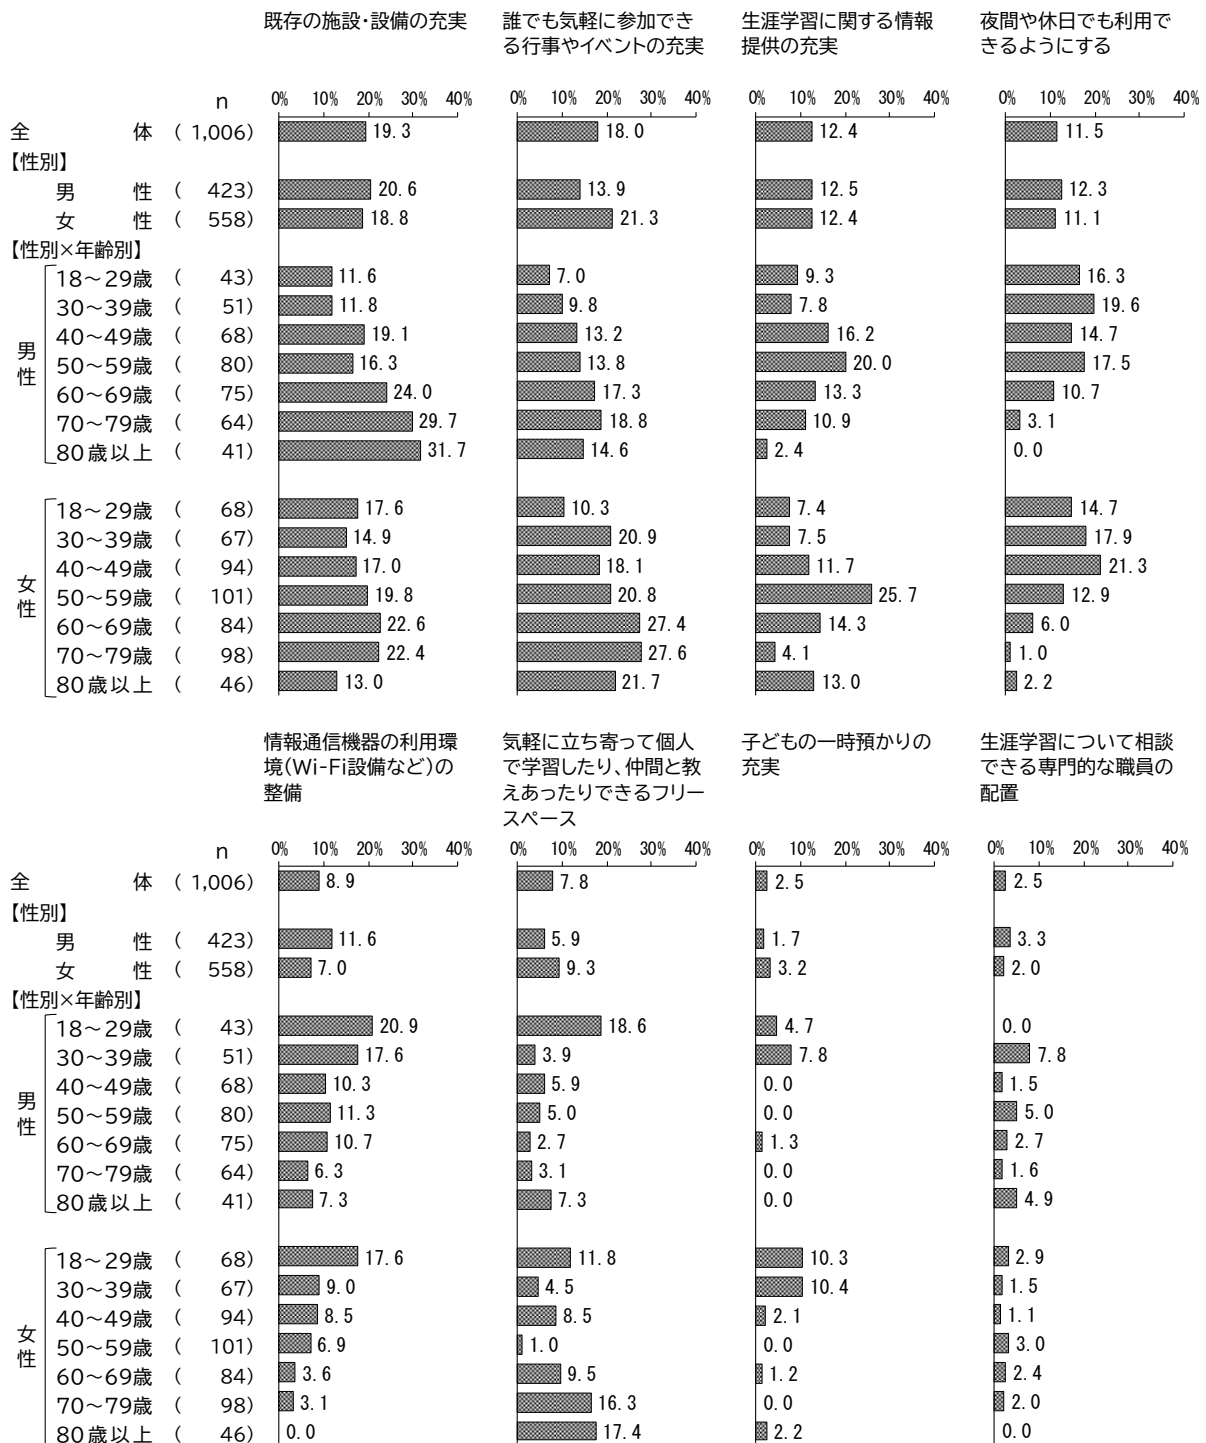 既存の施設・設備の充実
誰でも気軽に参加でき
る行事やイベントの充実
生涯学習に関する情報
提供の充実
夜間や休日でも利用で
きるようにする
n 0% 10% 20% 30% 40% 0% 10% 20% 30% 40% 0% 10% 20% 30% 40% 0% 10% 20% 30% 40%
全体 (1,006) 19.3 18.0 12.4 11.5
【性別】
男性 (423) 20.6 13.9 12.5 12.3
女性 (558) 18.8 21.3 12.4 11.1
【性別×年齢別】
男性
18～29歳 (43) 11.6 7.0 9.3 16.3
30～39歳 (51) 11.8 9.8 7.8 19.6
40～49歳 (68) 19.1 13.2 16.2 14.7
50～59歳 (80) 16.3 13.8 20.0 17.5
60～69歳 (75) 24.0 17.3 13.3 10.7
70～79歳 (64) 29.7 18.8 10.9 3.1
80歳以上 (41) 31.7 14.6 2.4 0.0
女性
18～29歳 (68) 17.6 10.3 7.4 14.7
30～39歳 (67) 14.9 20.9 7.5 17.9
40～49歳 (94) 17.0 18.1 11.7 21.3
50～59歳 (101) 19.8 20.8 25.7 12.9
60～69歳 (84) 22.6 27.4 14.3 6.0
70～79歳 (98) 22.4 27.6 4.1 1.0
80歳以上 (46) 13.0 21.7 13.0 2.2
情報通信機器の利用環
境(Wi-Fi設備など)の
整備
気軽に立ち寄って個人
で学習したり、仲間と教
えあったりできるフリー
スペース
子どもの一時預かりの
充実
生涯学習について相談
できる専門的な職員の
配置
n 0% 10% 20% 30% 40% 0% 10% 20% 30% 40% 0% 10% 20% 30% 40% 0% 10% 20% 30% 40%
全体 (1,006) 8.9 7.8 2.5 2.5
【性別】
男性 (423) 11.6 5.9 1.7 3.3
女性 (558) 7.0 9.3 3.2 2.0
【性別×年齢別】
男性
18～29歳 (43) 20.9 18.6 4.7 0.0
30～39歳 (51) 17.6 3.9 7.8 7.8
40～49歳 (68) 10.3 5.9 0.0 1.5
50～59歳 (80) 11.3 5.0 0.0 5.0
60～69歳 (75) 10.7 2.7 1.3 2.7
70～79歳 (64) 6.3 3.1 0.0 1.6
80歳以上 (41) 7.3 7.3 0.0 4.9
女性
18～29歳 (68) 17.6 11.8 10.3 2.9
30～39歳 (67) 9.0 4.5 10.4 1.5
40～49歳 (94) 8.5 8.5 2.1 1.1
50～59歳 (101) 6.9 1.0 0.0 3.0
60～69歳 (84) 3.6 9.5 1.2 2.4
70～79歳 (98) 3.1 16.3 0.0 2.0
80歳以上 (46) 0.0 17.4 2.2 0.0